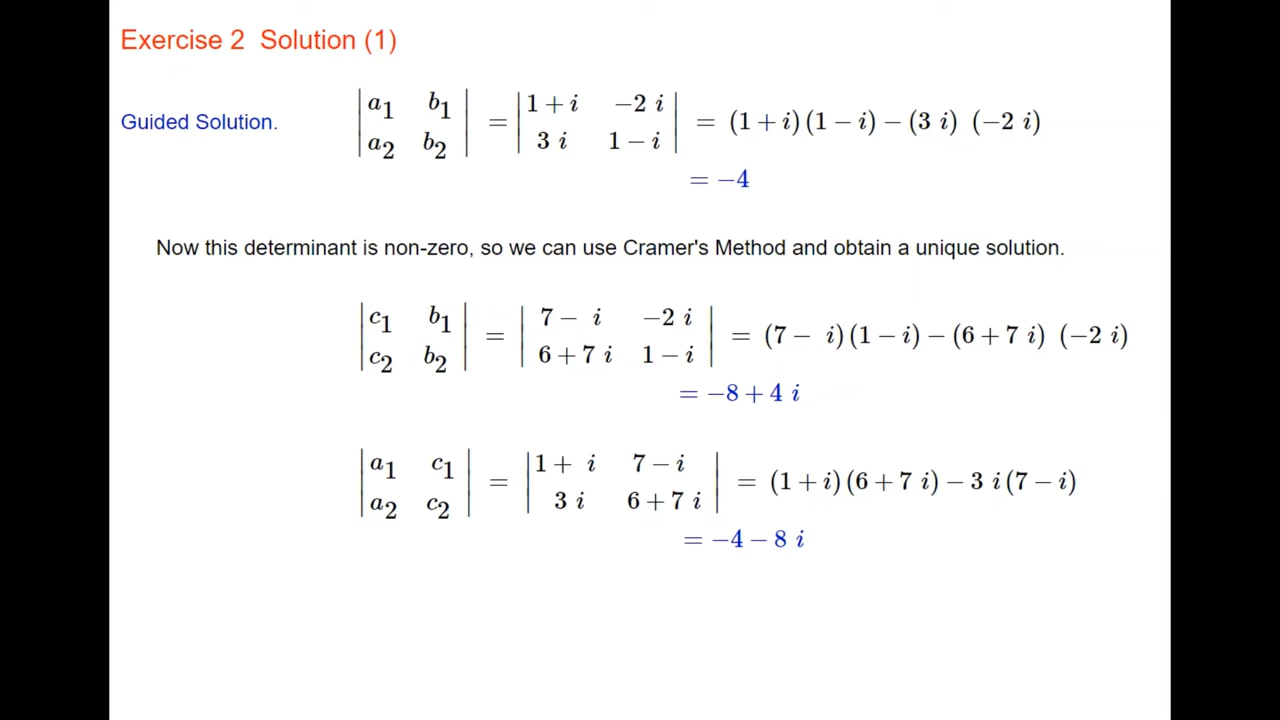 Exercise 2  Solution (1)
Guided Solution.
| a₁ b₁ | = | 1 + i  −2 i | = (1 + i)(1 − i) − (3 i) (−2 i)
| a₂ b₂ |   | 3 i  1 − i |
= −4
Now this determinant is non-zero, so we can use Cramer's Method and obtain a unique solution.
| c₁ b₁ | = | 7 − i  −2 i | = (7 − i)(1 − i) − (6 + 7 i) (−2 i)
| c₂ b₂ |   | 6 + 7 i  1 − i |
= −8 + 4 i
| a₁ c₁ | = | 1 + i  7 − i | = (1 + i)(6 + 7 i) − 3 i(7 − i)
| a₂ c₂ |   | 3 i  6 + 7 i |
= −4 − 8 i